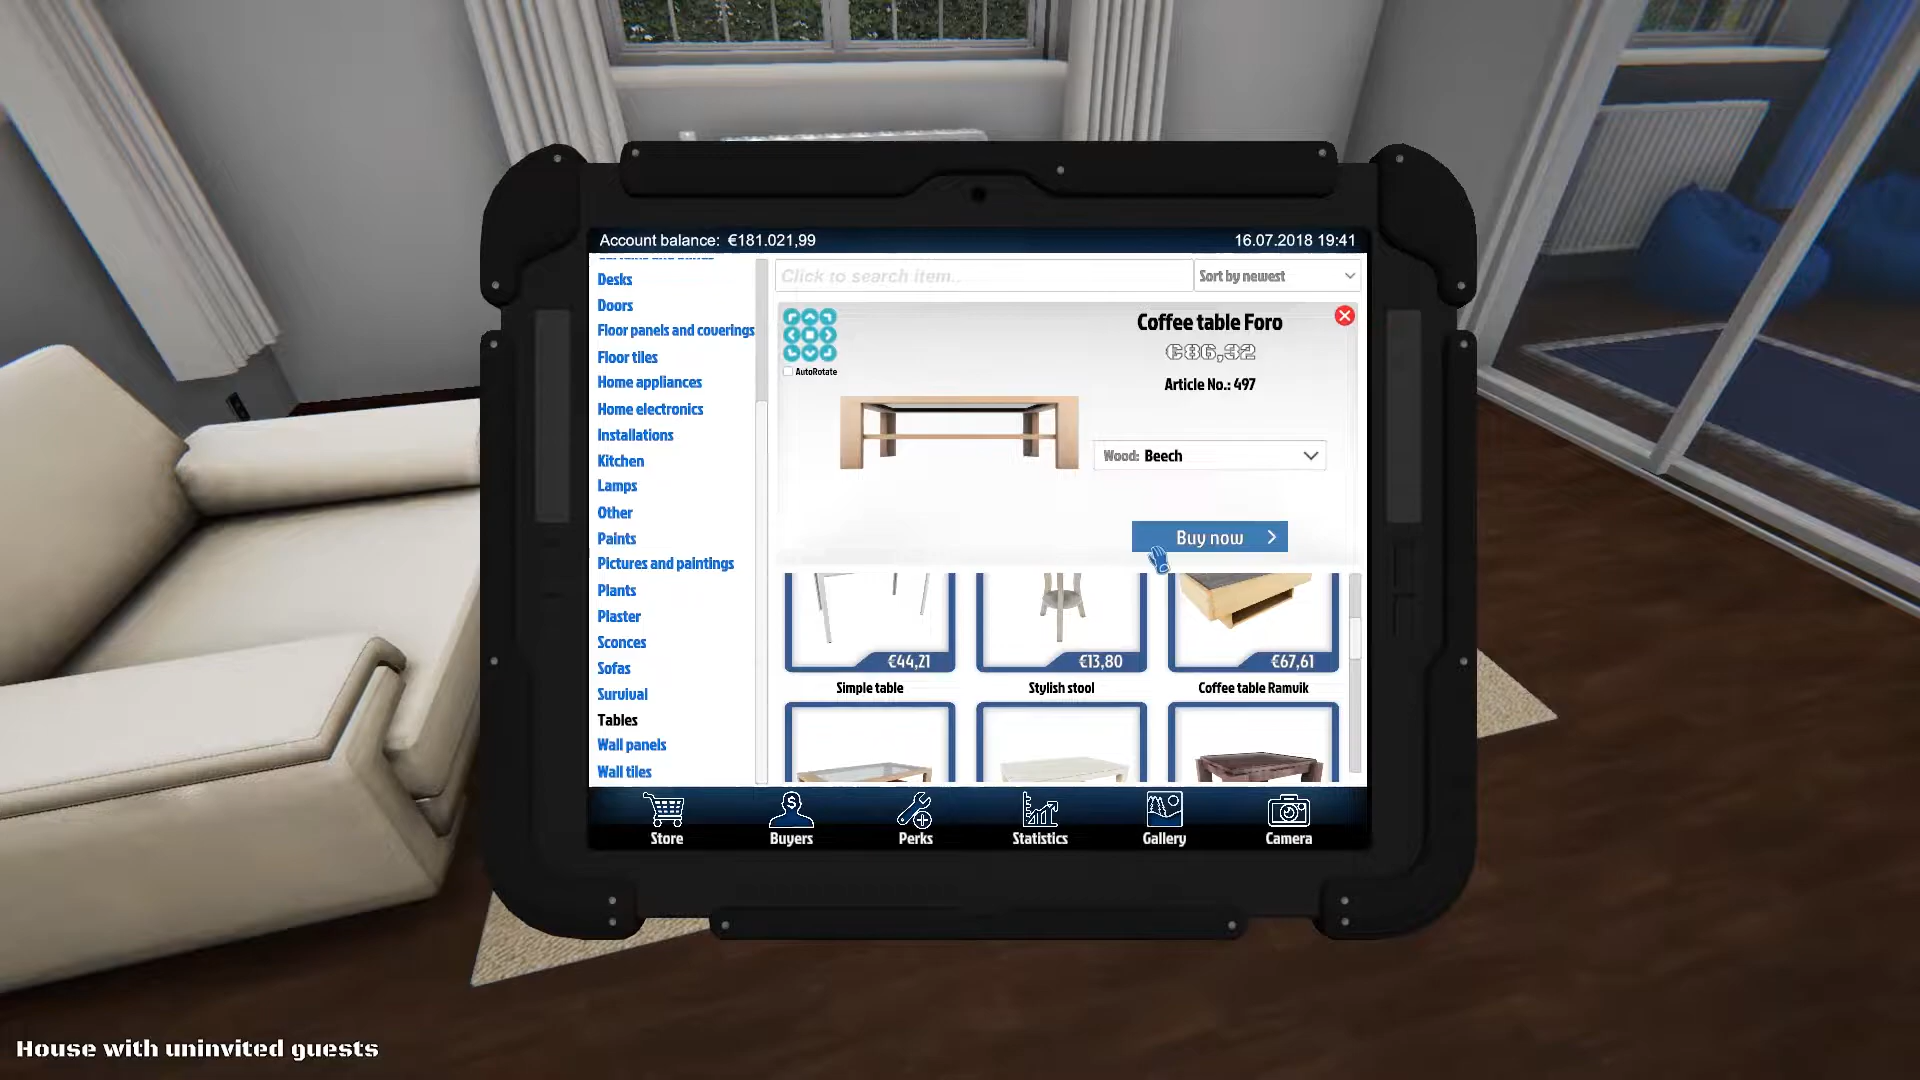 Account balance: €181.021,99
16.07.2018 19:41
Desks
Doors
Floor panels and coverings
Floor tiles
Home appliances
Home electronics
Installations
Kitchen
Lamps
Other
Paints
Pictures and paintings
Plants
Plaster
Sconces
Sofas
Survival
Tables
Wall panels
Wall tiles
Click to search item...
Sort by newest
AutoRotate
Coffee table Foro
€86,32
Article No.: 497
Wood: Beech
Buy now
€44,21
€13,80
€67,61
Simple table
Stylish stool
Coffee table Ramvik
Store
Buyers
Perks
Statistics
Gallery
Camera
House with uninvited guests